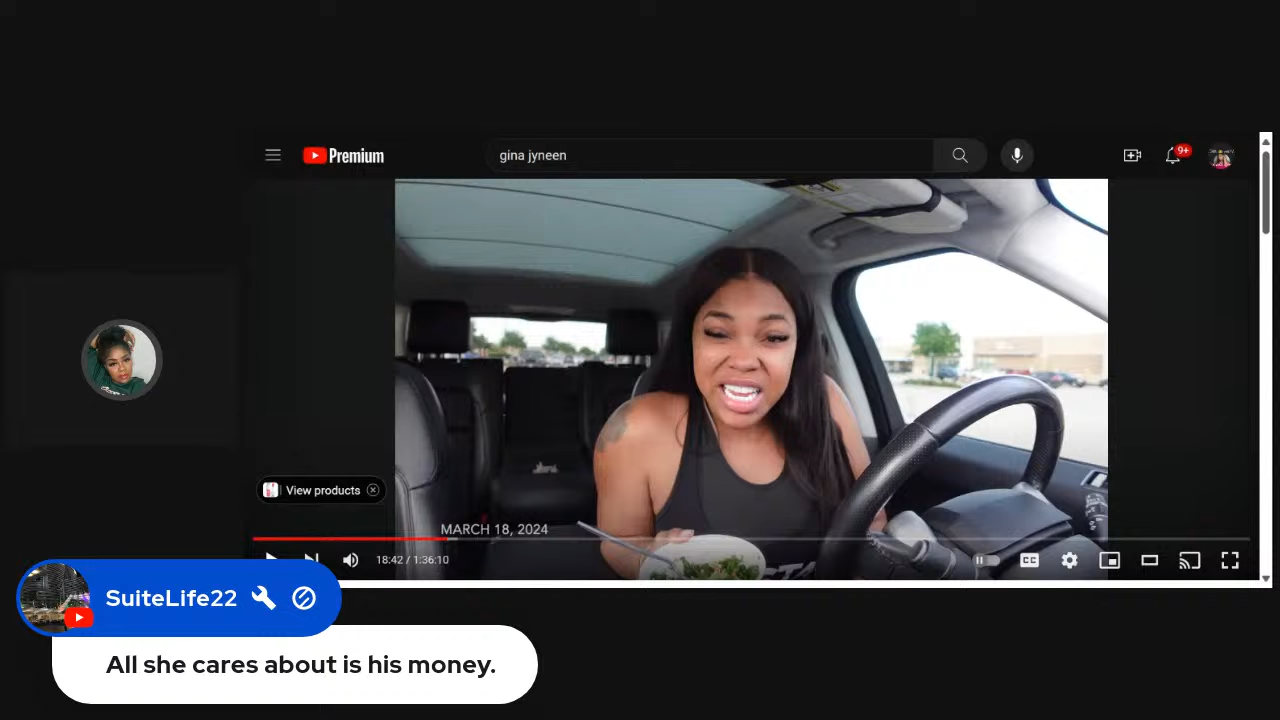 Premium
gina jyneen
9+
View products
MARCH 18, 2024
18:42 / 1:36:10
CC
SuiteLife22
All she cares about is his money.